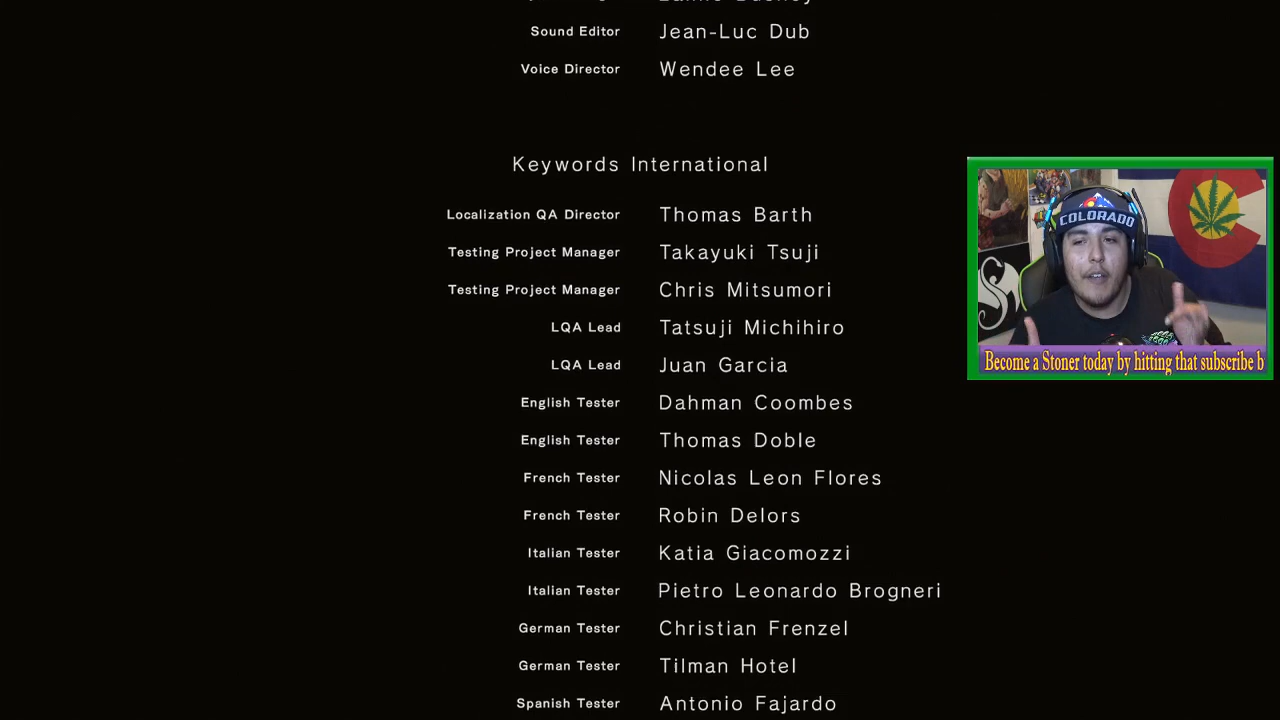 Sound Editor Jean-Luc Dub
Voice Director Wendee Lee
Keywords International
Localization QA Director Thomas Barth
Testing Project Manager Takayuki Tsuji
Testing Project Manager Chris Mitsumori
LQA Lead Tatsuji Michihiro
LQA Lead Juan Garcia
English Tester Dahman Coombes
English Tester Thomas Doble
French Tester Nicolas Leon Flores
French Tester Robin Delors
Italian Tester Katia Giacomozzi
Italian Tester Pietro Leonardo Brogneri
German Tester Christian Frenzel
German Tester Tilman Hotel
Spanish Tester Antonio Fajardo
COLORADO
Become a Stoner today by hitting that subscribe b